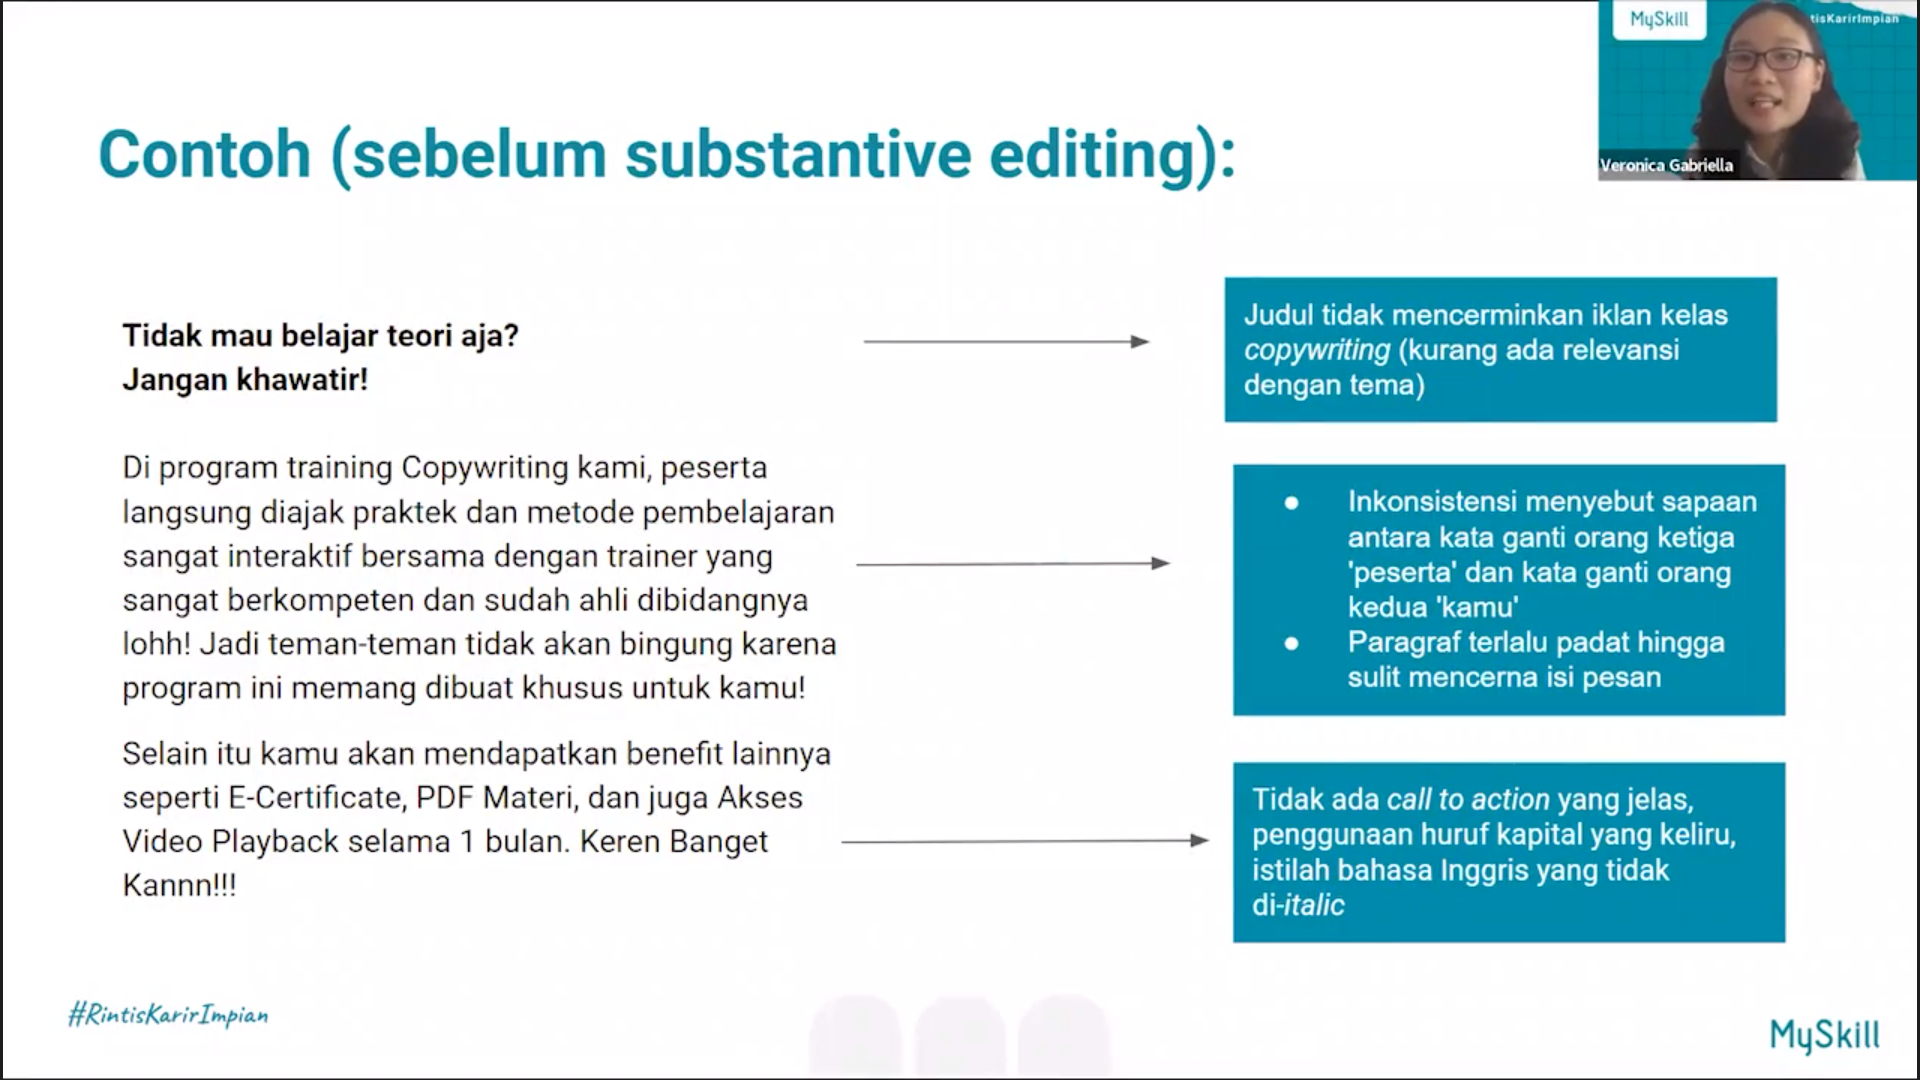 MySkill
tisKarirImpian
Veronica Gabriella
Contoh (sebelum substantive editing):
Tidak mau belajar teori aja?
Jangan khawatir!
Di program training Copywriting kami, peserta
langsung diajak praktek dan metode pembelajaran
sangat interaktif bersama dengan trainer yang
sangat berkompeten dan sudah ahli dibidangnya
lohh! Jadi teman-teman tidak akan bingung karena
program ini memang dibuat khusus untuk kamu!
Selain itu kamu akan mendapatkan benefit lainnya
seperti E-Certificate, PDF Materi, dan juga Akses
Video Playback selama 1 bulan. Keren Banget
Kannn!!!
Judul tidak mencerminkan iklan kelas
copywriting (kurang ada relevansi
dengan tema)
● Inkonsistensi menyebut sapaan
antara kata ganti orang ketiga
'peserta' dan kata ganti orang
kedua 'kamu'
● Paragraf terlalu padat hingga
sulit mencerna isi pesan
Tidak ada call to action yang jelas,
penggunaan huruf kapital yang keliru,
istilah bahasa Inggris yang tidak
di-italic
#RintisKarirImpian
MySkill